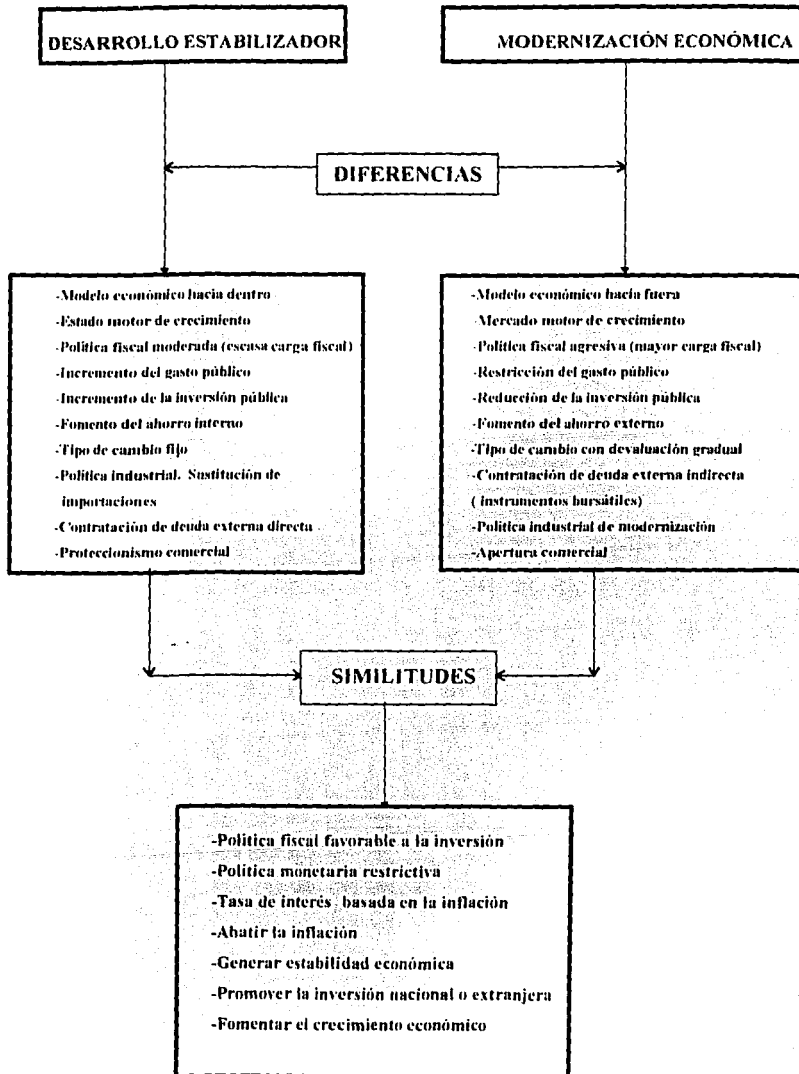 DESARROLLO ESTABILIZADOR
MODERNIZACIÓN ECONÓMICA
DIFERENCIAS
-Modelo económico hacia dentro
-Estado motor de crecimiento
-Política fiscal moderada (escasa carga fiscal)
-Incremento del gasto público
-Incremento de la inversión pública
-Fomento del ahorro interno
-Tipo de cambio fijo
-Política industrial. Sustitución de
importaciones
-Contratación de deuda externa directa
-Proteccionismo comercial
-Modelo económico hacia fuera
-Mercado motor de crecimiento
-Política fiscal agresiva (mayor carga fiscal)
-Restricción del gasto público
-Reducción de la inversión pública
-Fomento del ahorro externo
-Tipo de cambio con devaluación gradual
-Contratación de deuda externa indirecta
( instrumentos bursátiles)
-Política industrial de modernización
-Apertura comercial
SIMILITUDES
-Política fiscal favorable a la inversión
-Política monetaria restrictiva
-Tasa de interés basada en la inflación
-Abatir la inflación
-Generar estabilidad económica
-Promover la inversión nacional o extranjera
-Fomentar el crecimiento económico